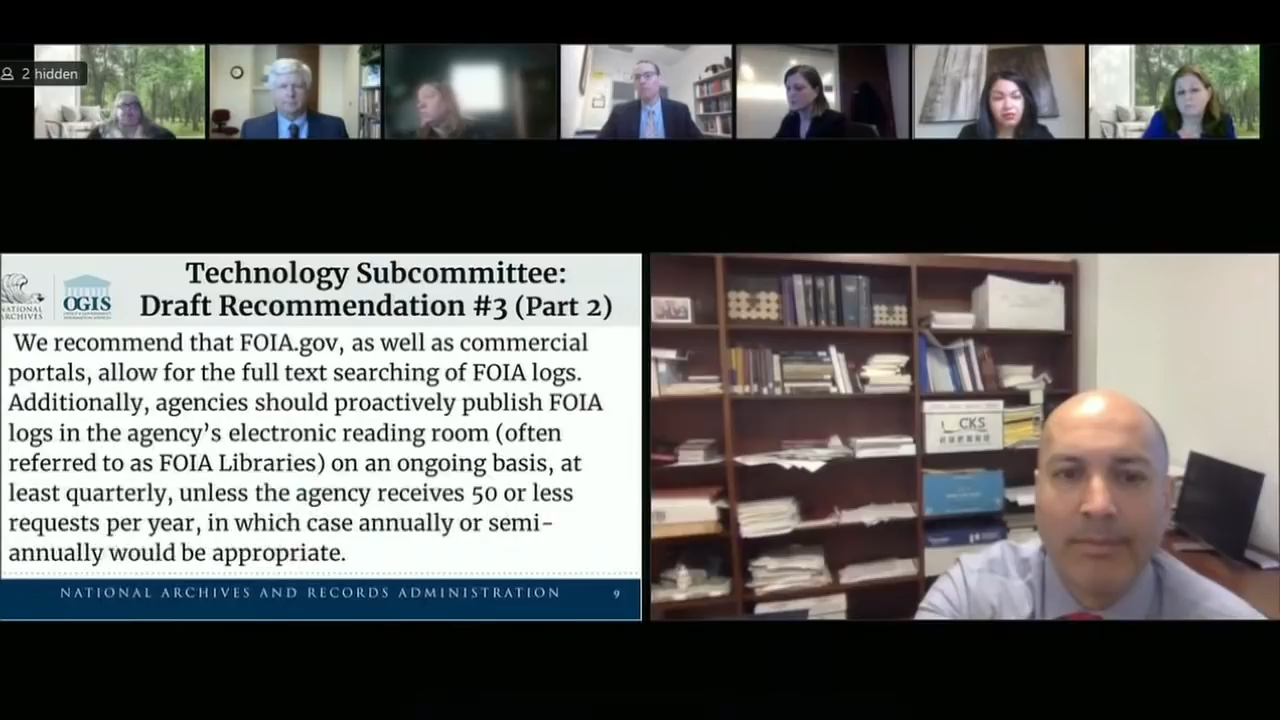 2 hidden
NATIONAL
ARCHIVES
OGIS
Technology Subcommittee:
Draft Recommendation #3 (Part 2)
We recommend that FOIA.gov, as well as commercial
portals, allow for the full text searching of FOIA logs.
Additionally, agencies should proactively publish FOIA
logs in the agency’s electronic reading room (often
referred to as FOIA Libraries) on an ongoing basis, at
least quarterly, unless the agency receives 50 or less
requests per year, in which case annually or semi-
annually would be appropriate.
NATIONAL ARCHIVES AND RECORDS ADMINISTRATION
9
CKS